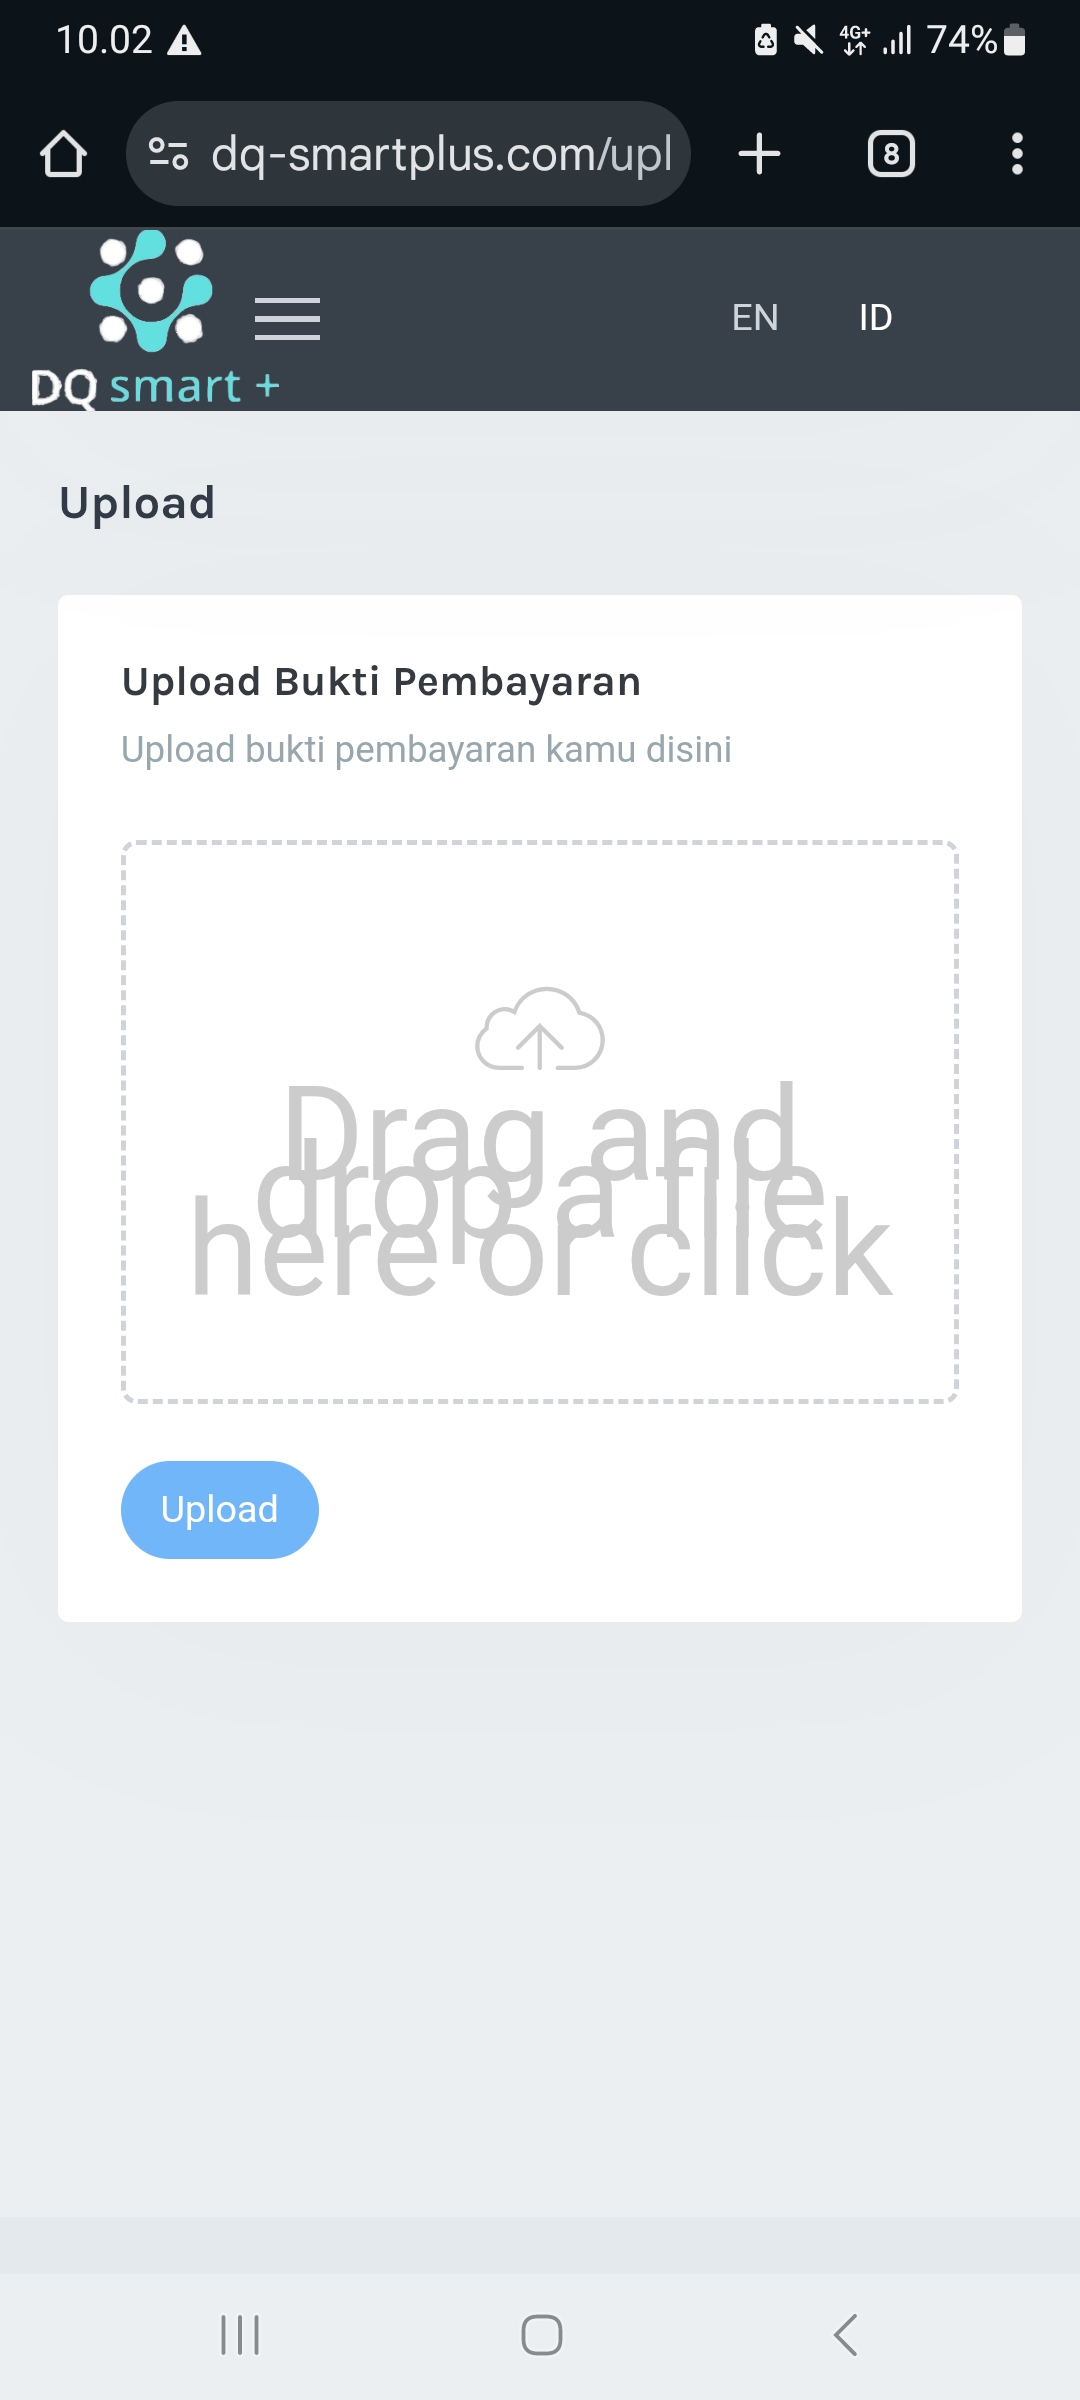 10.02
4G+
74%
dq-smartplus.com/upl
8
DQ smart +
EN
ID
Upload
Upload Bukti Pembayaran
Upload bukti pembayaran kamu disini
Drag and
drop a file
here or click
Upload